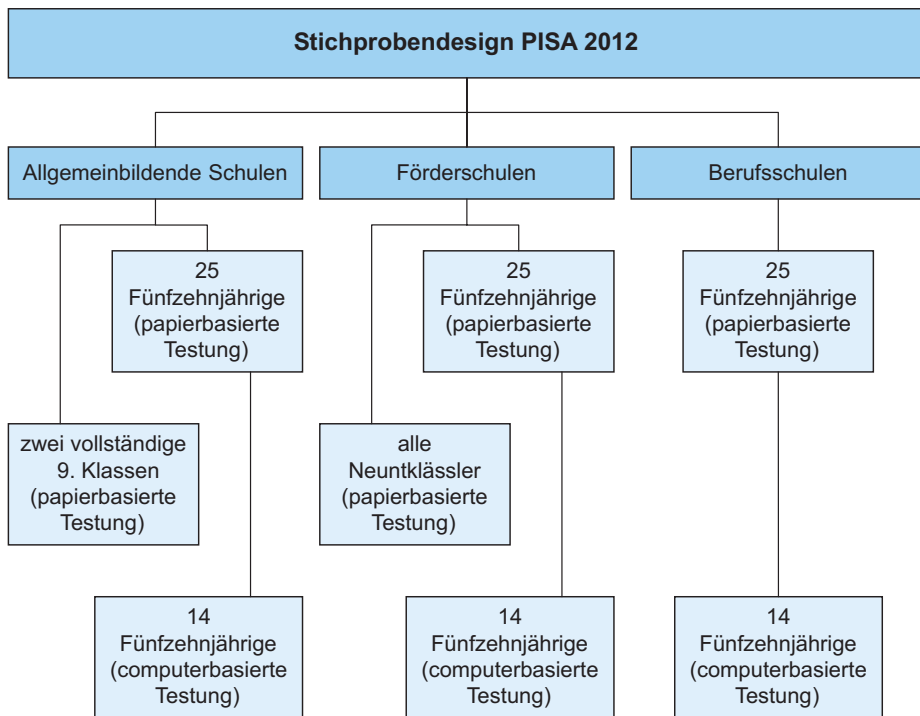 Stichprobendesign PISA 2012
Allgemeinbildende Schulen
Förderschulen
Berufsschulen
25
Fünfzehnjährige
(papierbasierte
Testung)
25
Fünfzehnjährige
(papierbasierte
Testung)
25
Fünfzehnjährige
(papierbasierte
Testung)
zwei vollständige
9. Klassen
(papierbasierte
Testung)
alle
Neuntklässler
(papierbasierte
Testung)
14
Fünfzehnjährige
(computerbasierte
Testung)
14
Fünfzehnjährige
(computerbasierte
Testung)
14
Fünfzehnjährige
(computerbasierte
Testung)